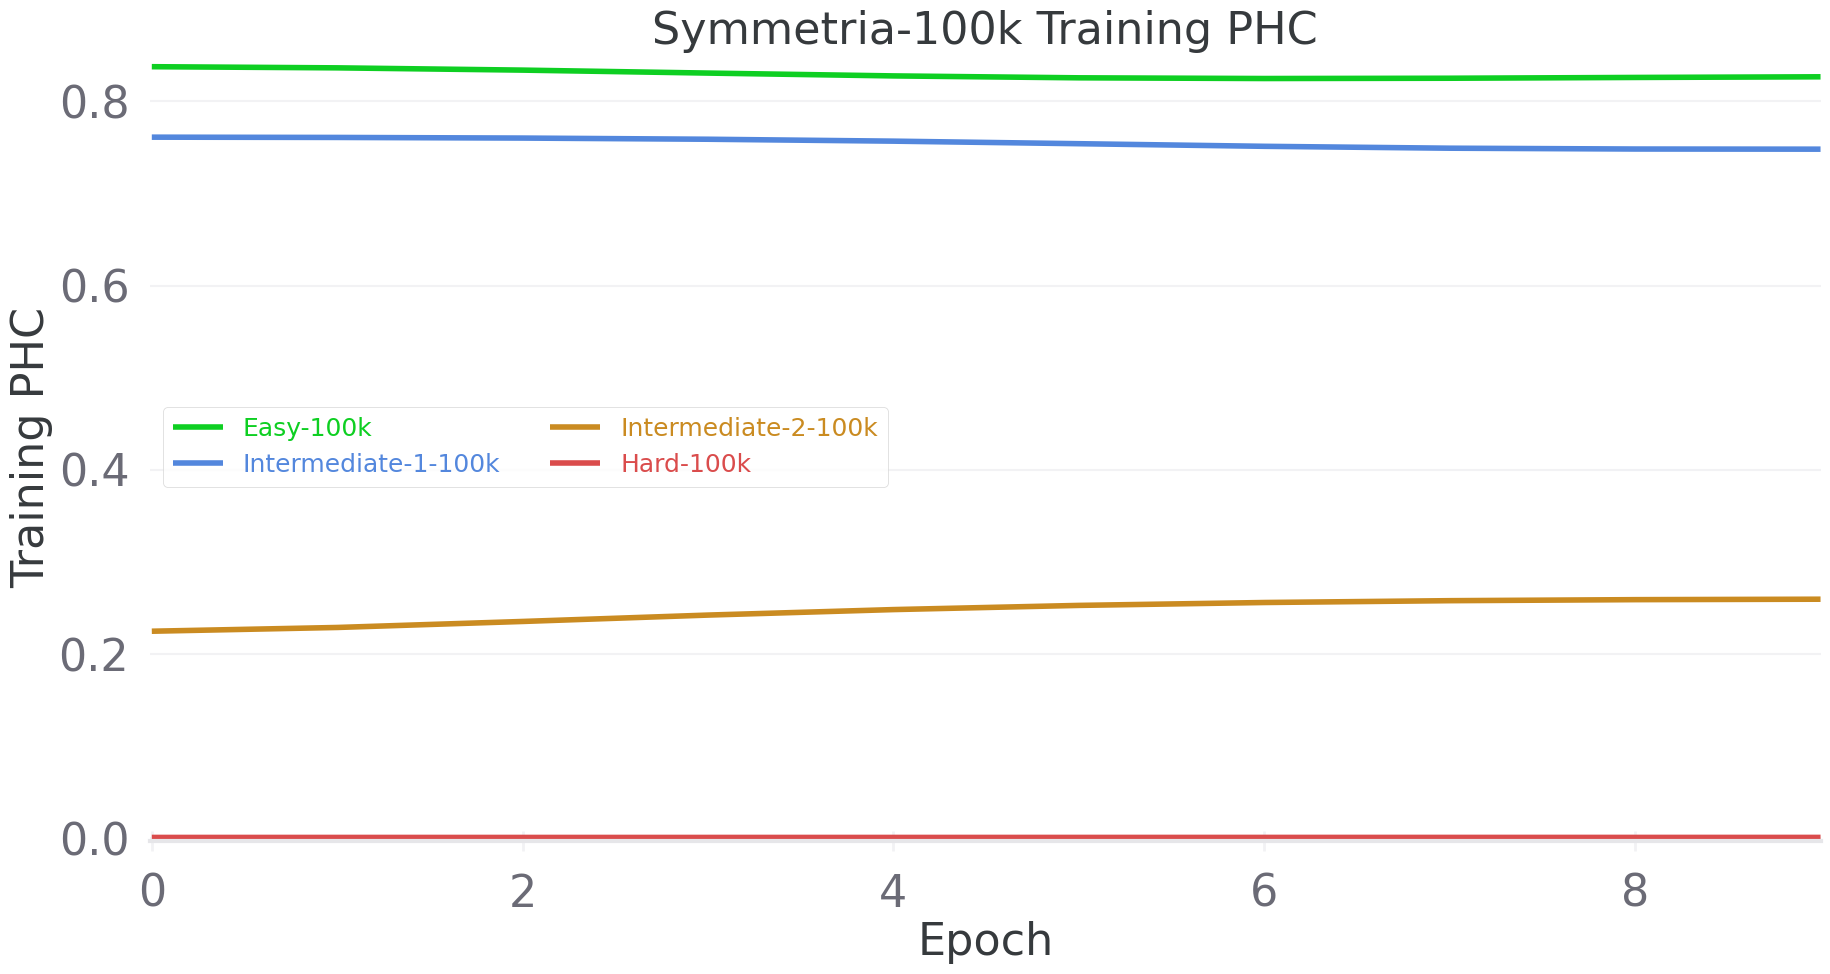 Symmetria-100k Training PHC
Training PHC
0.8
0.6
0.4
0.2
0.0
Easy-100k
Intermediate-1-100k
Intermediate-2-100k
Hard-100k
0 2 4 6 8
Epoch